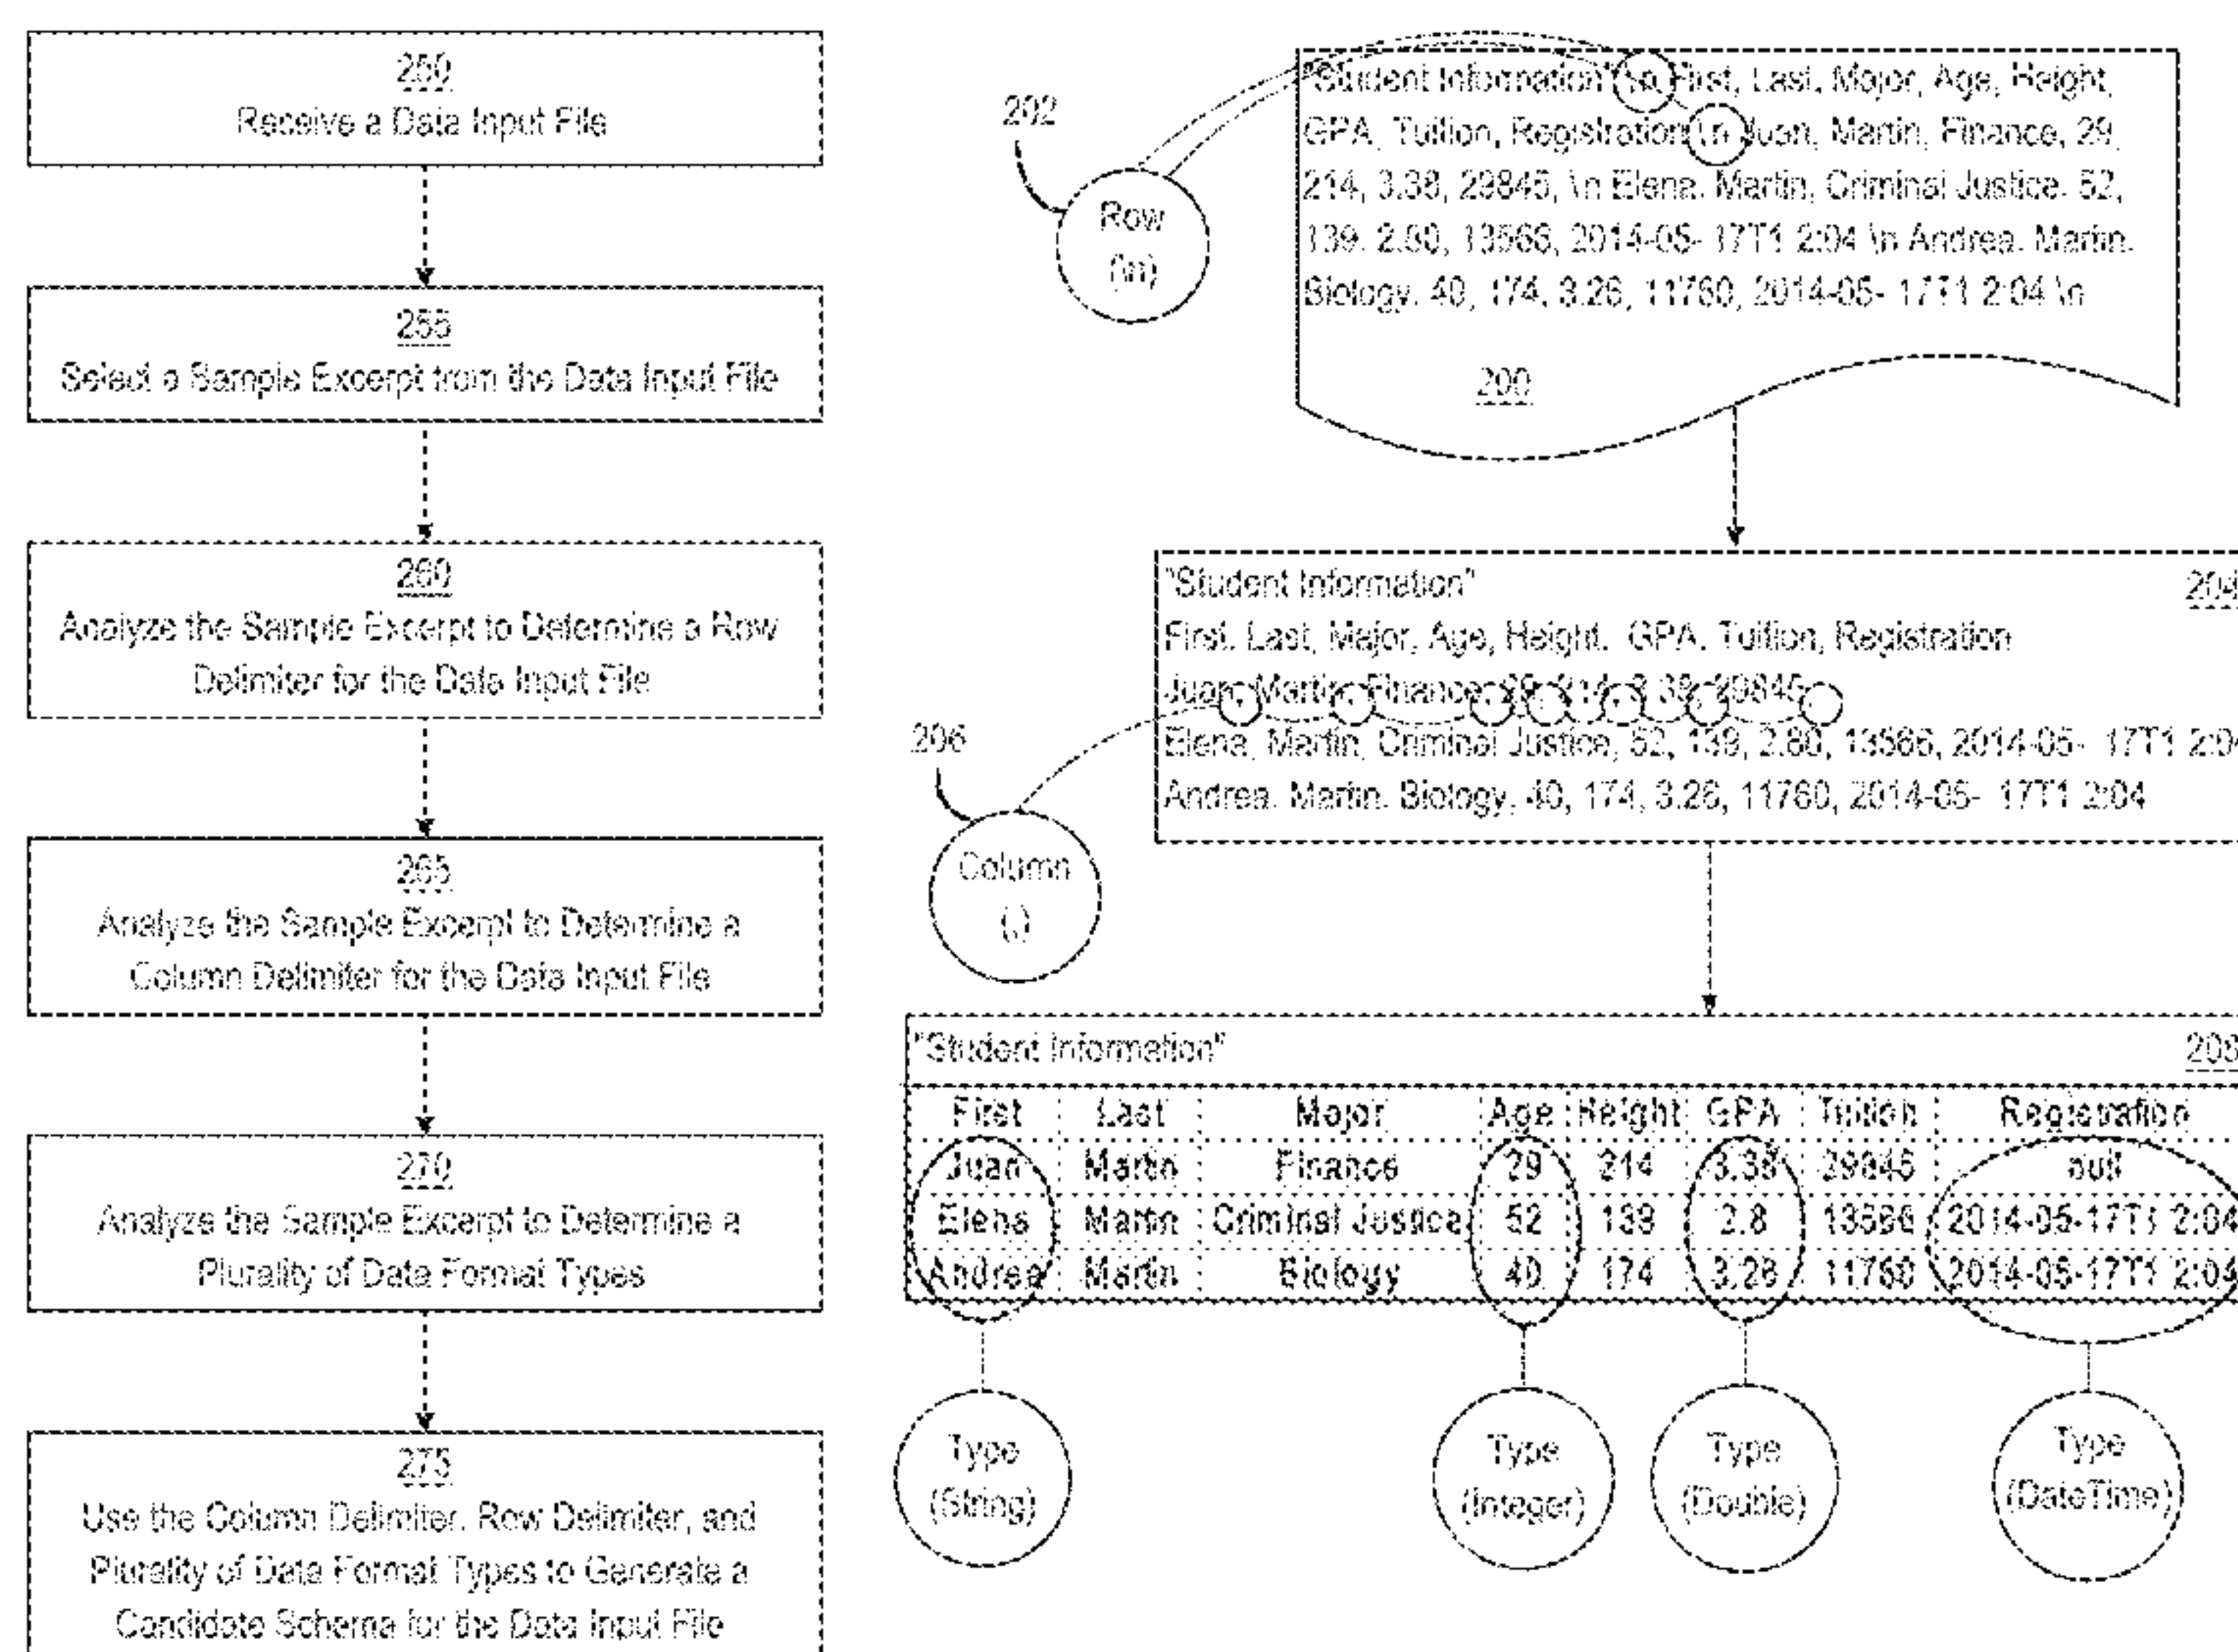 250
Receive a Data Input File
255
Select a Sample Excerpt from the Data Input File
260
Analyze the Sample Excerpt to Determine a Row
Delimiter for the Data Input File
265
Analyze the Sample Excerpt to Determine a
Column Delimiter for the Data Input File
270
Analyze the Sample Excerpt to Determine a
Plurality of Data Format Types
275
Use the Column Delimiter, Row Delimiter, and
Plurality of Data Format Types to Generate a
Candidate Schema for the Data Input File
202
Row
(\n)
"Student Information" \n First, Last, Major, Age, Height,
GPA, Tuition, Registration \n Juan, Martin, Finance, 29,
214, 3.38, 29845, \n Elena, Martin, Criminal Justice, 52,
139, 2.80, 13566, 2014-05- 17T1 2:04 \n Andrea, Martin,
Biology, 40, 174, 3.26, 11760, 2014-05- 17T1 2:04 \n
200
"Student Information" 204
First, Last, Major, Age, Height, GPA, Tuition, Registration
Juan, Martin, Finance, 29, 214, 3.38, 29845,
Elena, Martin, Criminal Justice, 52, 139, 2.80, 13566, 2014-05- 17T1 2:04
Andrea, Martin, Biology, 40, 174, 3.26, 11760, 2014-05- 17T1 2:04
206
Column
(,)
"Student Information" 208
First Last Major Age Height GPA Tuition Registration
Juan Martin Finance 29 214 3.38 29845 null
Elena Martin Criminal Justice 52 139 2.8 13566 2014-05-17T1 2:04
Andrea Martin Biology 40 174 3.26 11760 2014-05-17T1 2:04
Type
(String)
Type
(Integer)
Type
(Double)
Type
(DateTime)